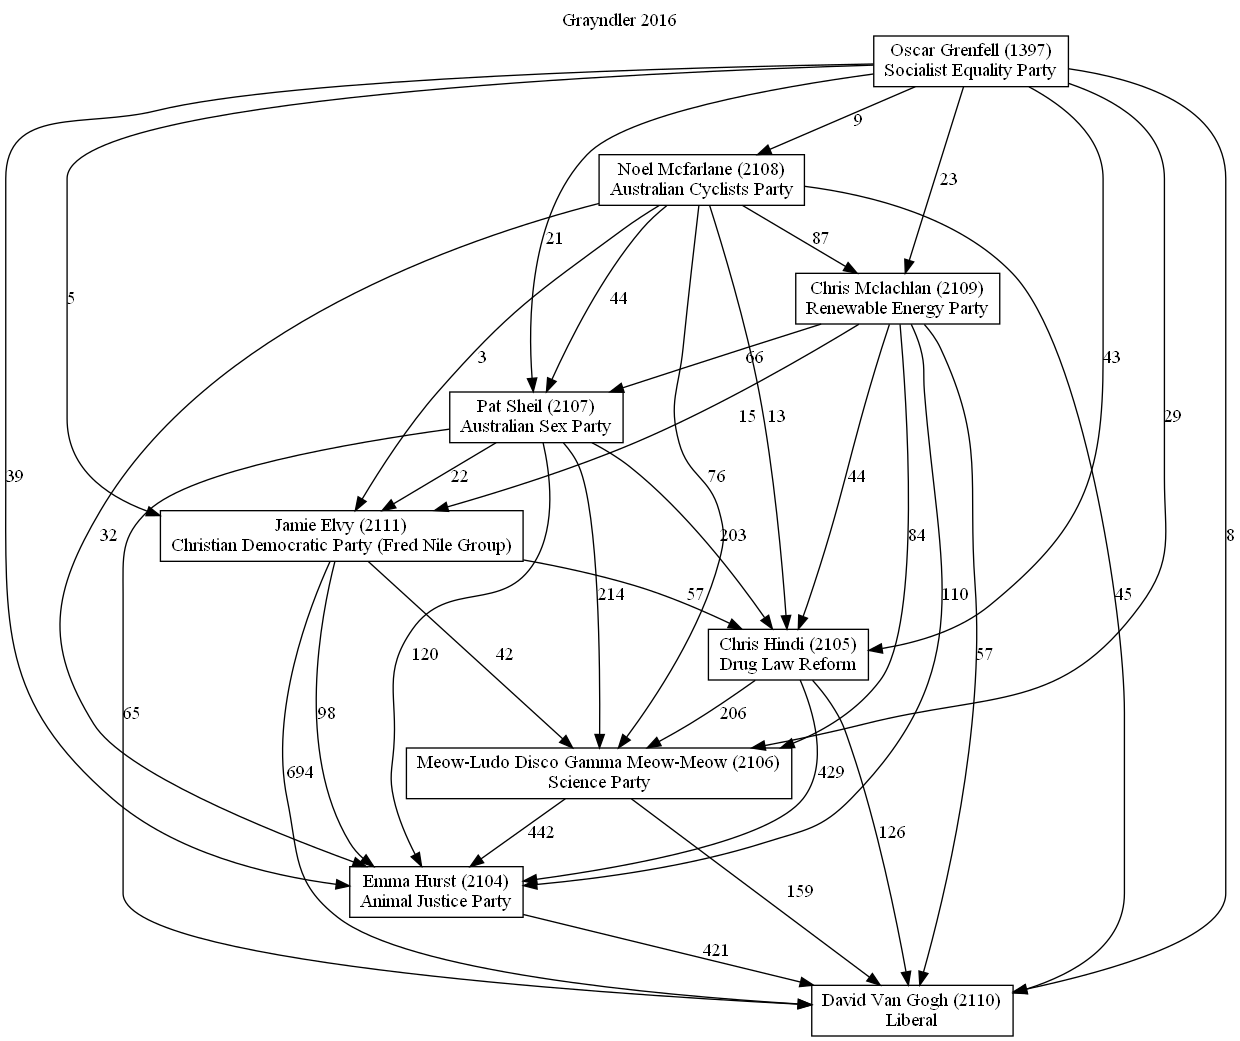 Grayndler 2016
Oscar Grenfell (1397)
Socialist Equality Party
9
Noel Mcfarlane (2108)
Australian Cyclists Party
23
21
87
5
44
Chris Mclachlan (2109)
Renewable Energy Party
3
66
43
Pat Sheil (2107)
Australian Sex Party
15
13
29
39
22
76
44
32
Jamie Elvy (2111)
Christian Democratic Party (Fred Nile Group)
203
84
8
214
57
110
45
120
42
Chris Hindi (2105)
Drug Law Reform
57
65
98
206
694
Meow-Ludo Disco Gamma Meow-Meow (2106)
Science Party
429
442
126
Emma Hurst (2104)
Animal Justice Party
159
421
David Van Gogh (2110)
Liberal